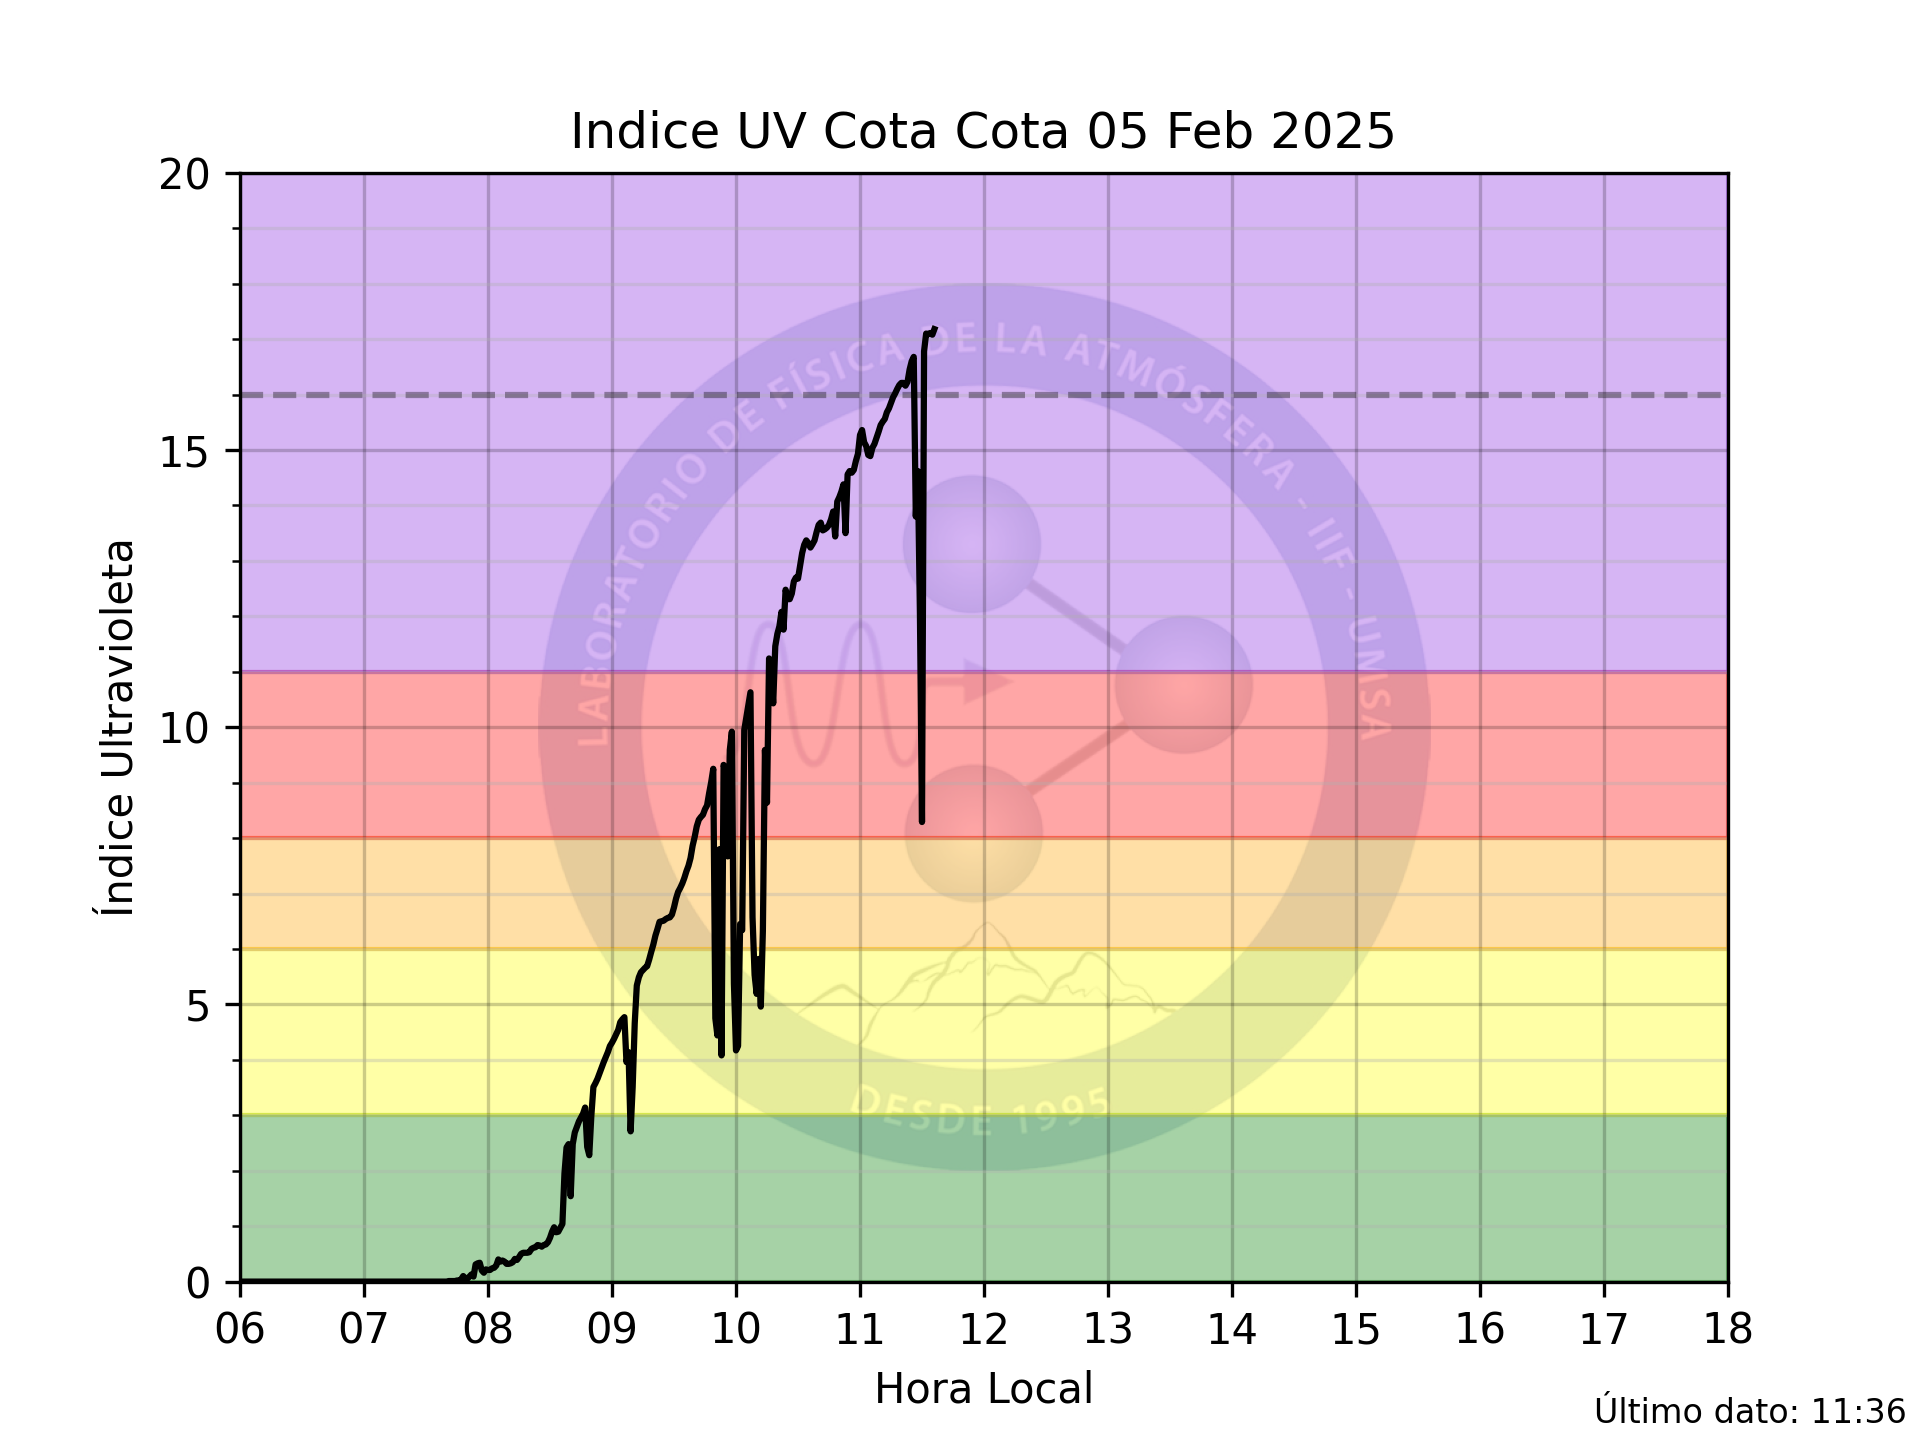 Indice UV Cota Cota 05 Feb 2025
20
15
10
5
0
Índice Ultravioleta
LABORATORIO DE FÍSICA DE LA ATMÓSFERA - IIF - UMSA
DESDE 1995
06 07 08 09 10 11 12 13 14 15 16 17 18
Hora Local
Último dato: 11:36